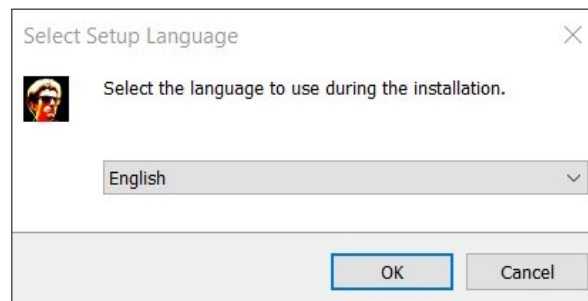 Select Setup Language
Select the language to use during the installation.
English
OK Cancel